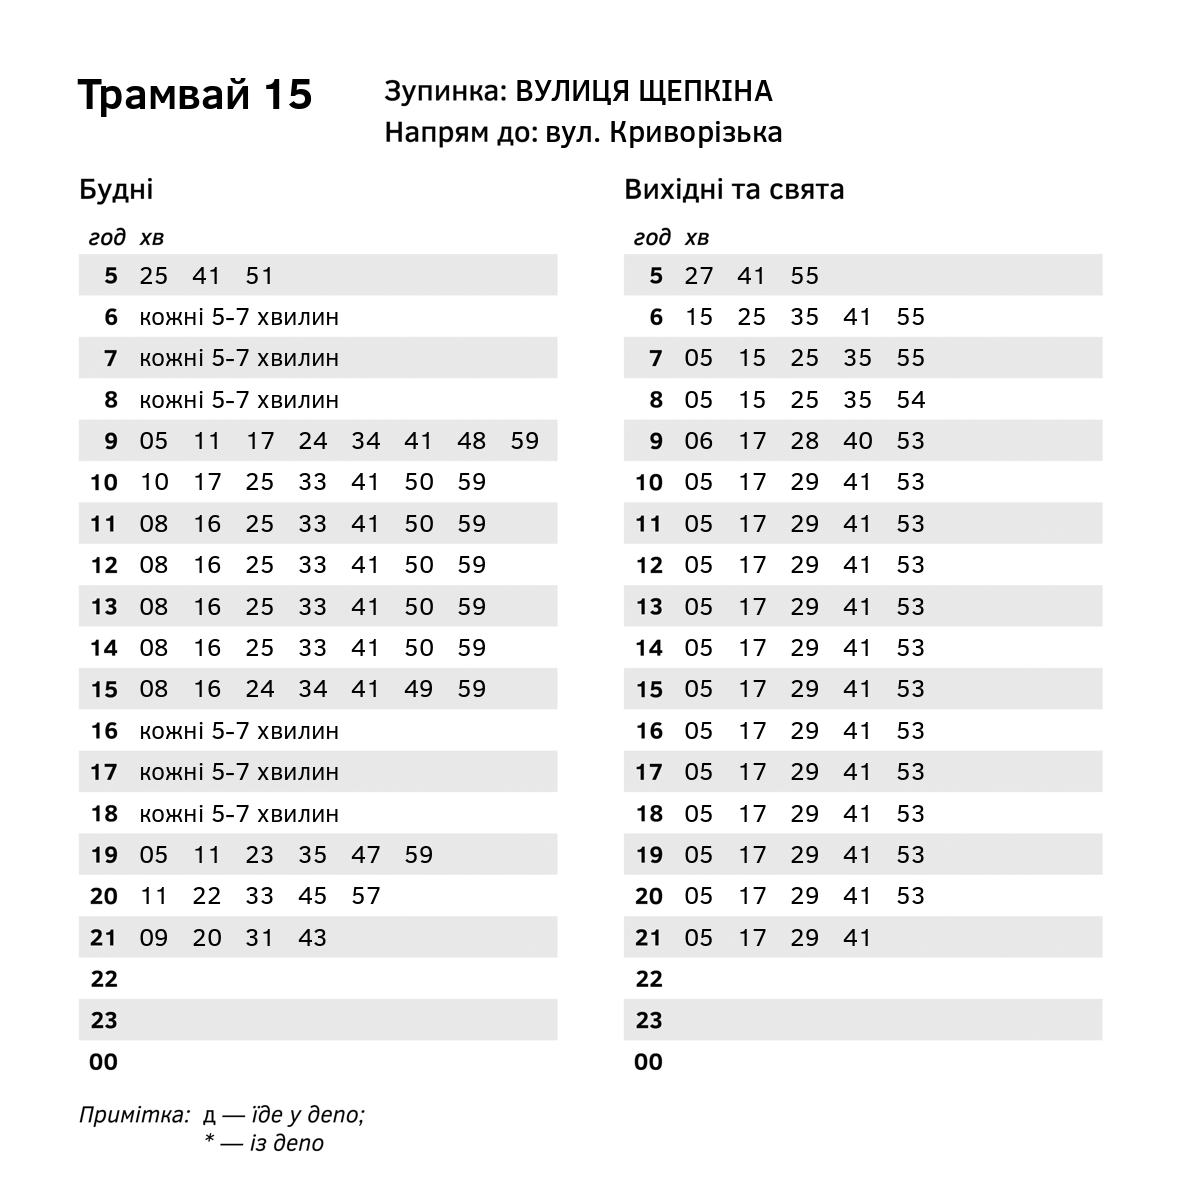 Трамвай 15
Зупинка: ВУЛИЦЯ ЩЕПКІНА
Напрям до: вул. Криворізька
Будні
год хв
5 25 41 51
6 кожні 5-7 хвилин
7 кожні 5-7 хвилин
8 кожні 5-7 хвилин
9 05 11 17 24 34 41 48 59
10 10 17 25 33 41 50 59
11 08 16 25 33 41 50 59
12 08 16 25 33 41 50 59
13 08 16 25 33 41 50 59
14 08 16 25 33 41 50 59
15 08 16 24 34 41 49 59
16 кожні 5-7 хвилин
17 кожні 5-7 хвилин
18 кожні 5-7 хвилин
19 05 11 23 35 47 59
20 11 22 33 45 57
21 09 20 31 43
22
23
00
Вихідні та свята
год хв
5 27 41 55
6 15 25 35 41 55
7 05 15 25 35 55
8 05 15 25 35 54
9 06 17 28 40 53
10 05 17 29 41 53
11 05 17 29 41 53
12 05 17 29 41 53
13 05 17 29 41 53
14 05 17 29 41 53
15 05 17 29 41 53
16 05 17 29 41 53
17 05 17 29 41 53
18 05 17 29 41 53
19 05 17 29 41 53
20 05 17 29 41 53
21 05 17 29 41
22
23
00
Примітка: д — їде у депо;
* — із депо